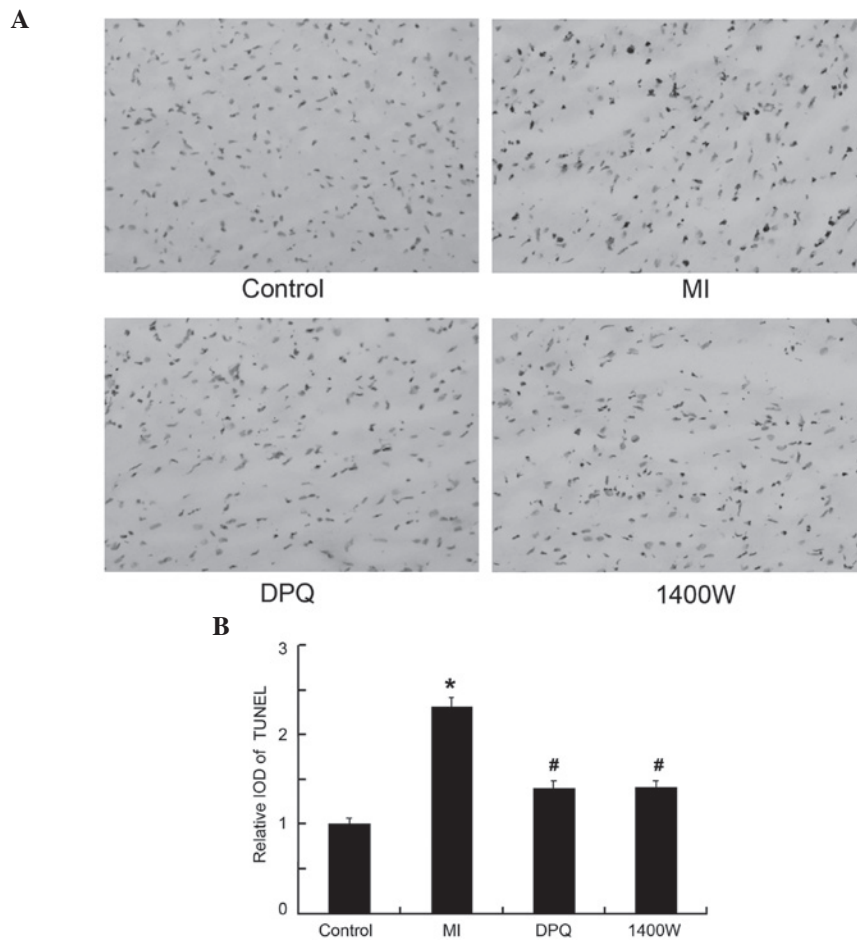 A
Control
MI
DPQ
1400W
B
Relative IOD of TUNEL
3
2
1
0
*
#
#
Control
MI
DPQ
1400W